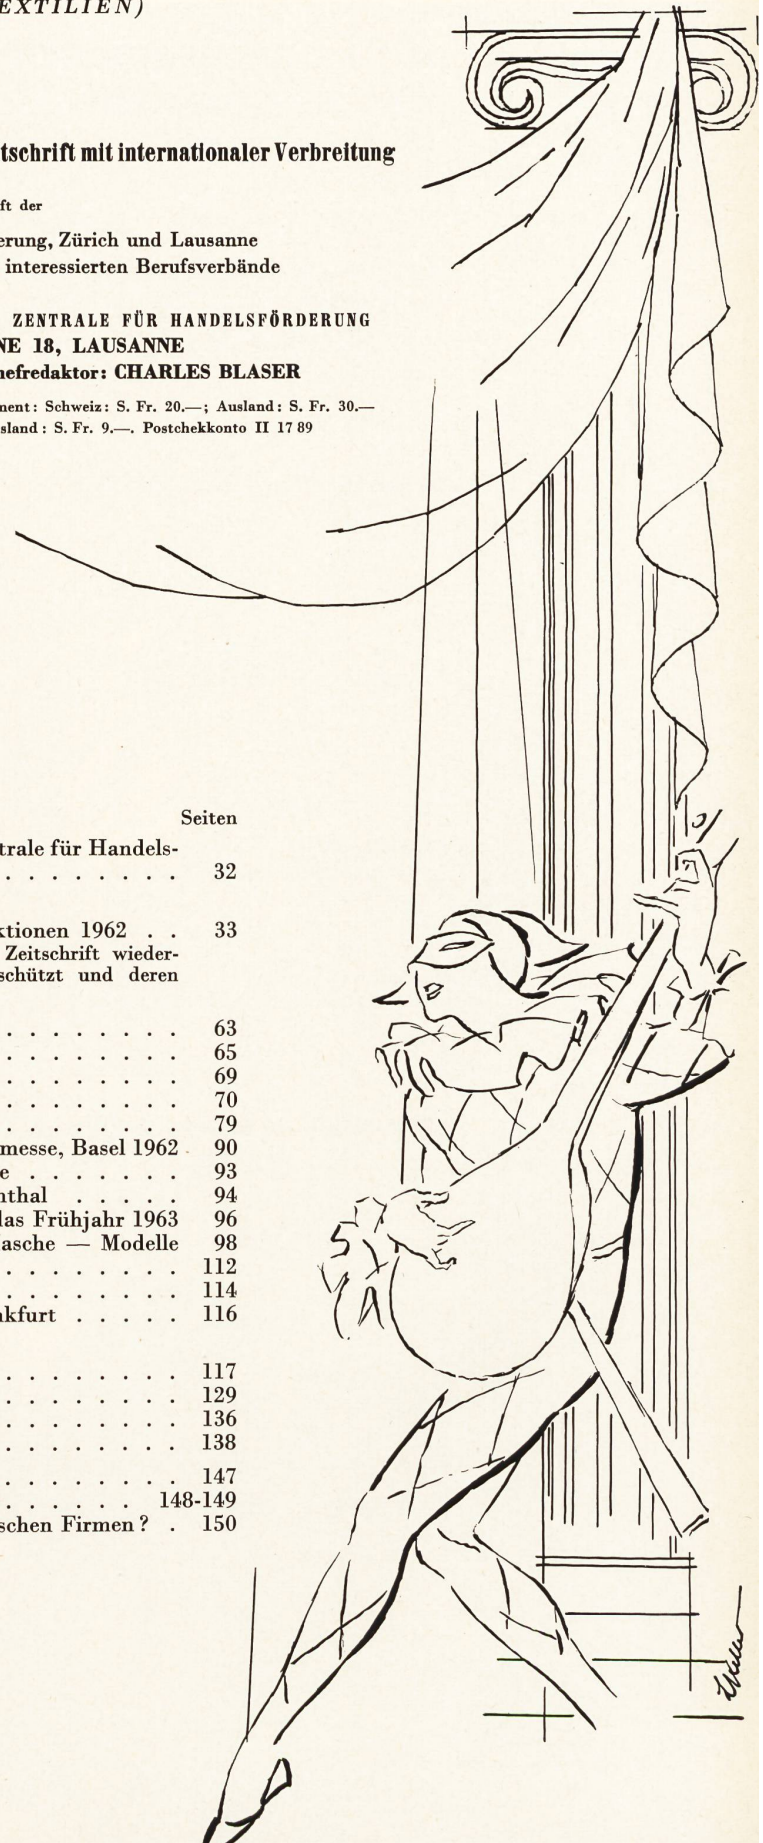 EXTILIEN)
tschrift mit internationaler Verbreitung
ft der
erung, Zürich und Lausanne
interessierten Berufsverbände
ZENTRALE FÜR HANDELSFÖRDERUNG
NE 18, LAUSANNE
hefredaktor: CHARLES BLASER
ment: Schweiz: S. Fr. 20.—; Ausland: S. Fr. 30.—
sland: S. Fr. 9.—. Postchekkonto II 17 89
Seiten
trale für Handels-
. . . . . . . . 32
ktionen 1962 . . 33
Zeitschrift wieder-
schützt und deren
. . . . . . . . 63
. . . . . . . . 65
. . . . . . . . 69
. . . . . . . . 70
. . . . . . . . 79
messe, Basel 1962 90
e . . . . . . . 93
nthal . . . . . 94
das Frühjahr 1963 96
asche — Modelle 98
. . . . . . . . 112
. . . . . . . . 114
nkfurt . . . . . 116
. . . . . . . . 117
. . . . . . . . 129
. . . . . . . . 136
. . . . . . . . 138
. . . . . . . . 147
. . . . . . 148-149
schen Firmen? . 150